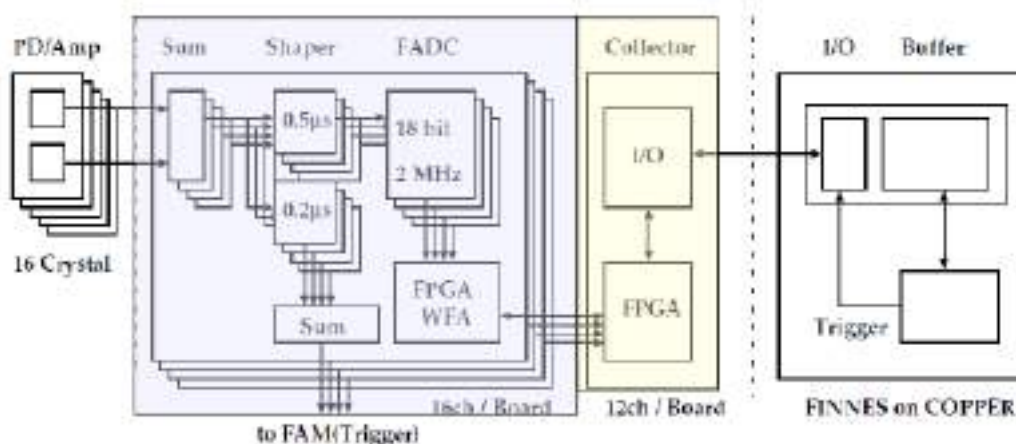 PD/Amp
Sum
Shaper
FADC
Collector
I/O
Buffer
0.5µs
18 bit
2 MHz
I/O
0.2µs
16 Crystal
FPGA
WFA
FPGA
Sum
Trigger
16ch / Board
12ch / Board
FINNES on COPPER
to FAM(Trigger)